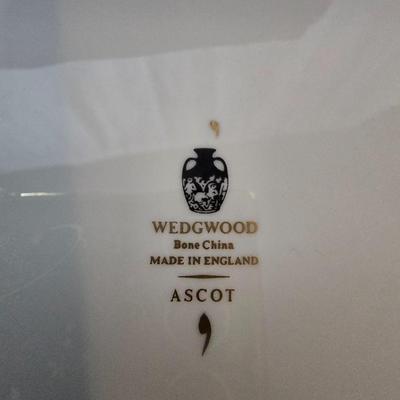 WEDGWOOD
Bone China
MADE IN ENGLAND
ASCOT